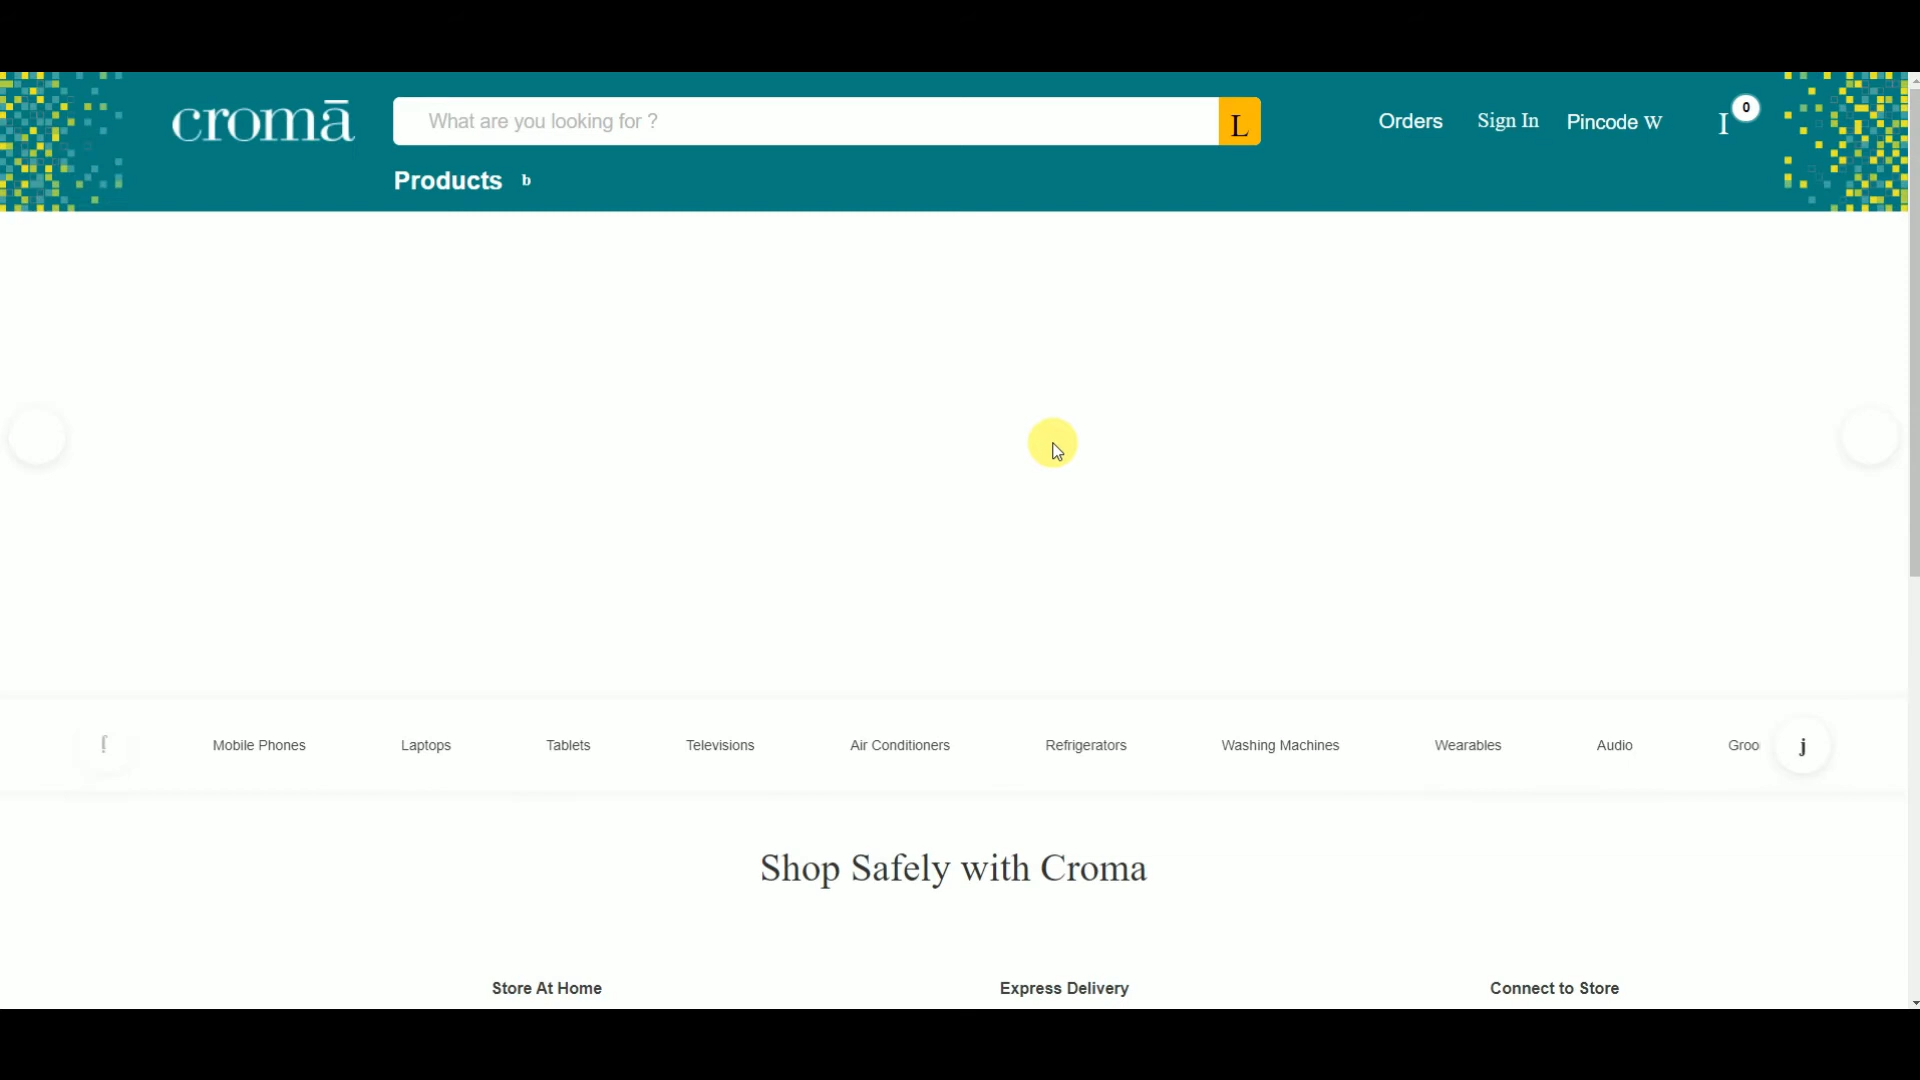 cromā
What are you looking for ?
L
Orders
Sign In
Pincode W
I
0
Products b
Mobile Phones
Laptops
Tablets
Televisions
Air Conditioners
Refrigerators
Washing Machines
Wearables
Audio
Groo
j
Shop Safely with Croma
Store At Home
Express Delivery
Connect to Store